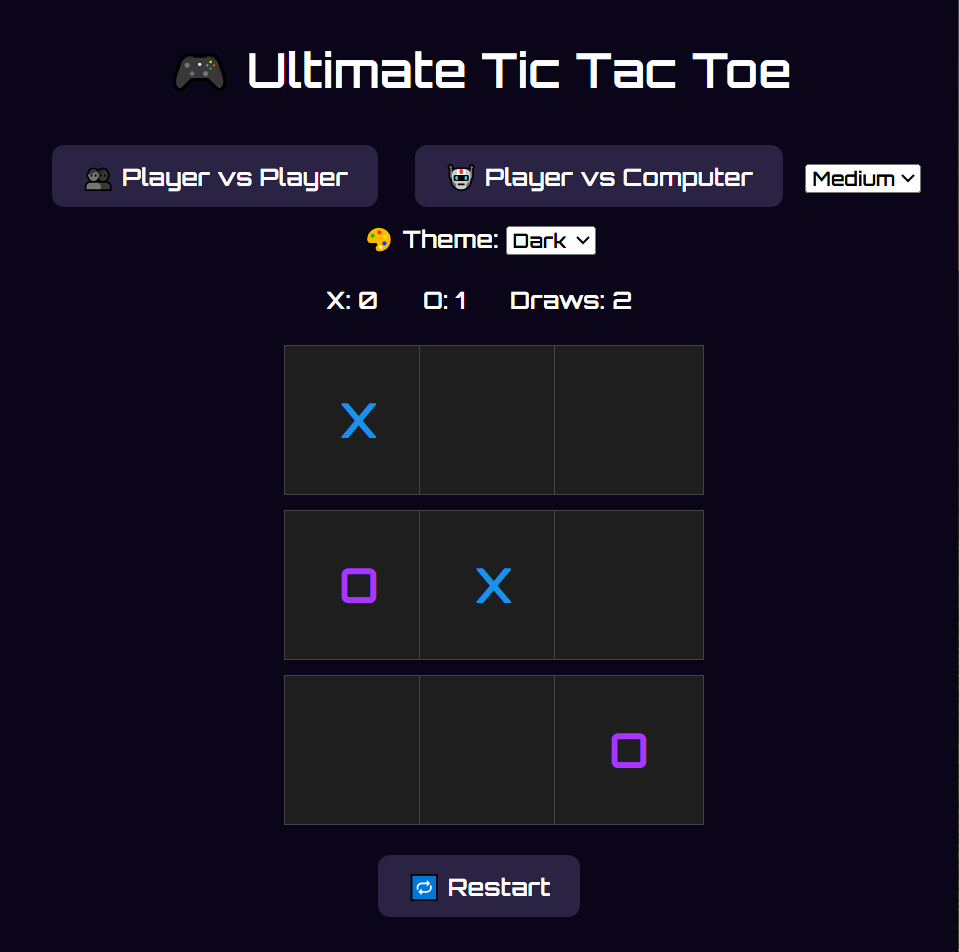 Ultimate Tic Tac Toe
Player vs Player Player vs Computer Medium
Theme: Dark
X: 0 O: 1 Draws: 2
X
O X
O
Restart